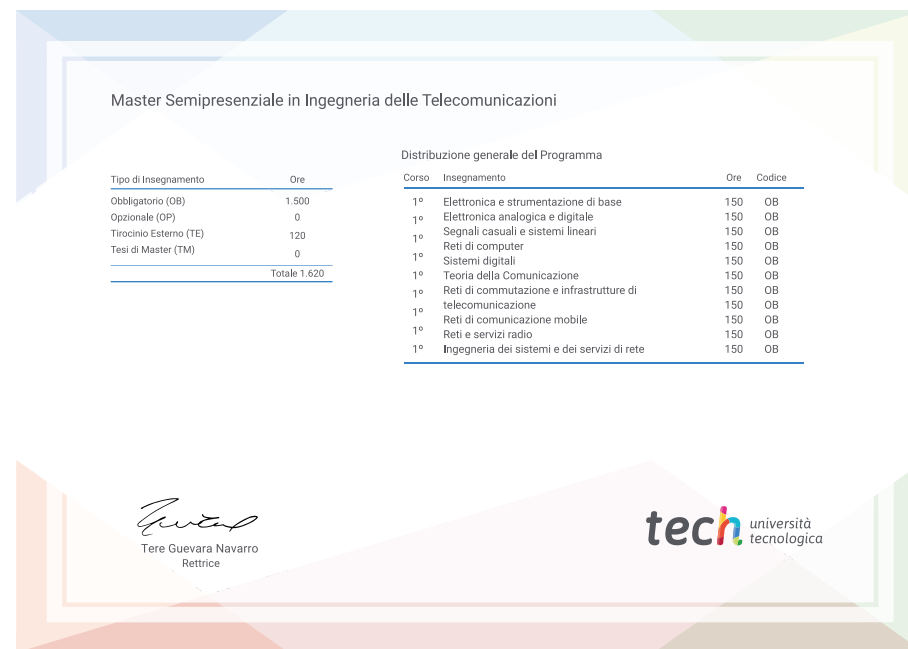 Master Semipresenziale in Ingegneria delle Telecomunicazioni
Tipo di Insegnamento Ore
Obbligatorio (OB) 1.500
Opzionale (OP) 0
Tirocinio Esterno (TE) 120
Tesi di Master (TM) 0
Totale 1.620
Distribuzione generale del Programma
Corso Insegnamento Ore Codice
1º Elettronica e strumentazione di base 150 OB
1º Elettronica analogica e digitale 150 OB
1º Segnali casuali e sistemi lineari 150 OB
Reti di computer 150 OB
1º Sistemi digitali 150 OB
1º Teoria della Comunicazione 150 OB
1º Reti di commutazione e infrastrutture di 150 OB
1º telecomunicazione 150 OB
Reti di comunicazione mobile 150 OB
1º Reti e servizi radio 150 OB
1º Ingegneria dei sistemi e dei servizi di rete 150 OB
Tere Guevara Navarro
Rettrice
tech università
tecnologica